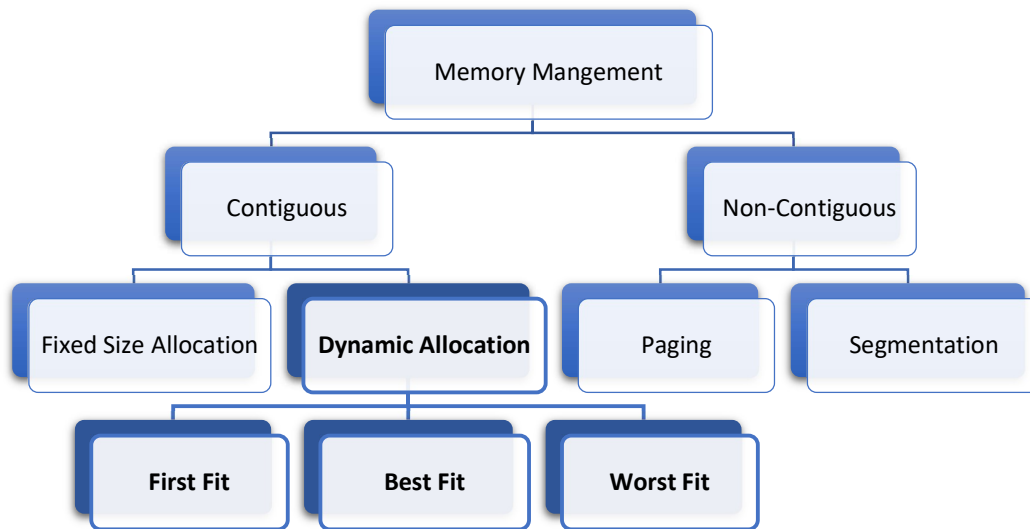 Memory Mangement
Contiguous
Non-Contiguous
Fixed Size Allocation
Dynamic Allocation
Paging
Segmentation
First Fit
Best Fit
Worst Fit